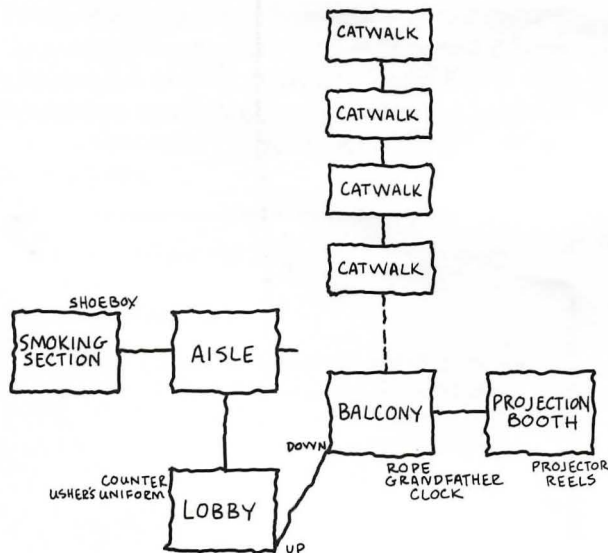 CATWALK
CATWALK
CATWALK
CATWALK
SHOEBOX
SMOKING
SECTION
AISLE
BALCONY
PROJECTION
BOOTH
DOWN
ROPE
GRANDFATHER
CLOCK
PROJECTOR
REELS
COUNTER
USHER'S UNIFORM
LOBBY
UP